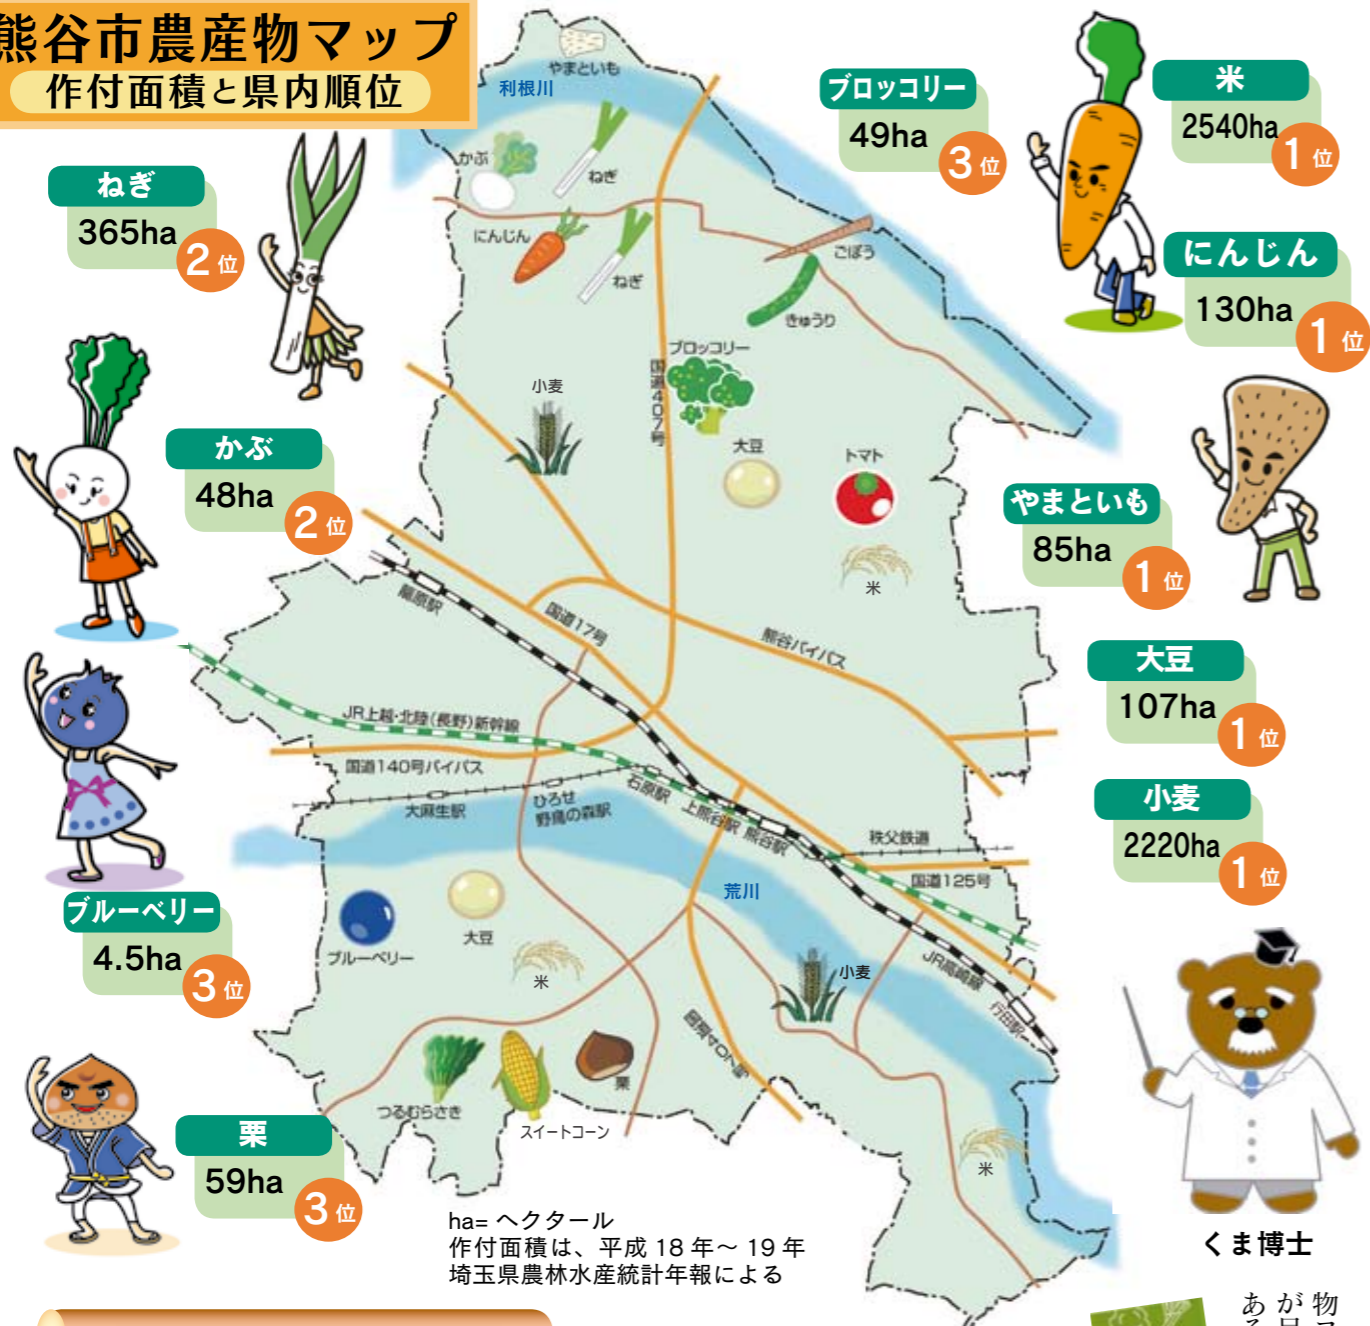 熊谷市農産物マップ
作付面積と県内順位
ねぎ
365ha
2位
かぶ
48ha
2位
ブルーベリー
4.5ha
3位
栗
59ha
3位
ブロッコリー
49ha
3位
米
2540ha
1位
にんじん
130ha
1位
やまといも
85ha
1位
大豆
107ha
1位
小麦
2220ha
1位
くま博士
やまといも
利根川
かぶ
ねぎ
にんじん
ねぎ
ごぼう
きゅうり
ブロッコリー
国道407号
小麦
大豆
トマト
米
籠原駅
国道17号
熊谷バイパス
JR上越・北陸(長野)新幹線
国道140号バイパス
大麻生駅
ひろせ
野鳥の森駅
石原駅
上熊谷駅
熊谷駅
秩父鉄道
国道125号
荒川
ブルーベリー
大豆
米
小麦
JR高崎線
行田駅
国道407号
つるむらさき
スイートコーン
栗
米
ha=ヘクタール
作付面積は、平成18年〜19年
埼玉県農林水産統計年報による